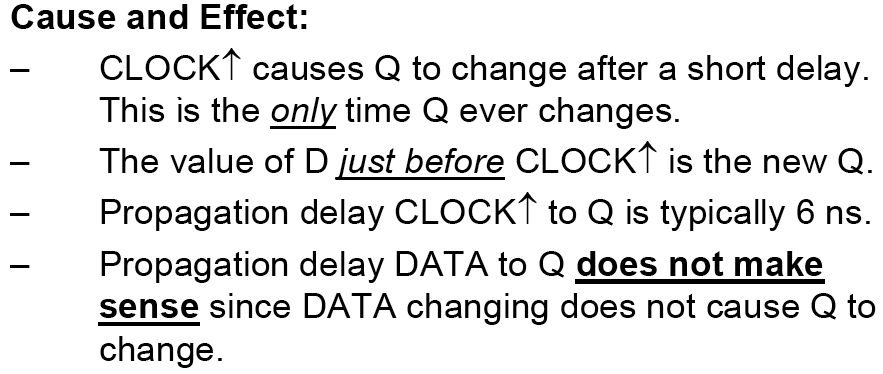 Cause and Effect:
– CLOCK↑ causes Q to change after a short delay.
This is the only time Q ever changes.
– The value of D just before CLOCK↑ is the new Q.
– Propagation delay CLOCK↑ to Q is typically 6 ns.
– Propagation delay DATA to Q does not make
sense since DATA changing does not cause Q to
change.